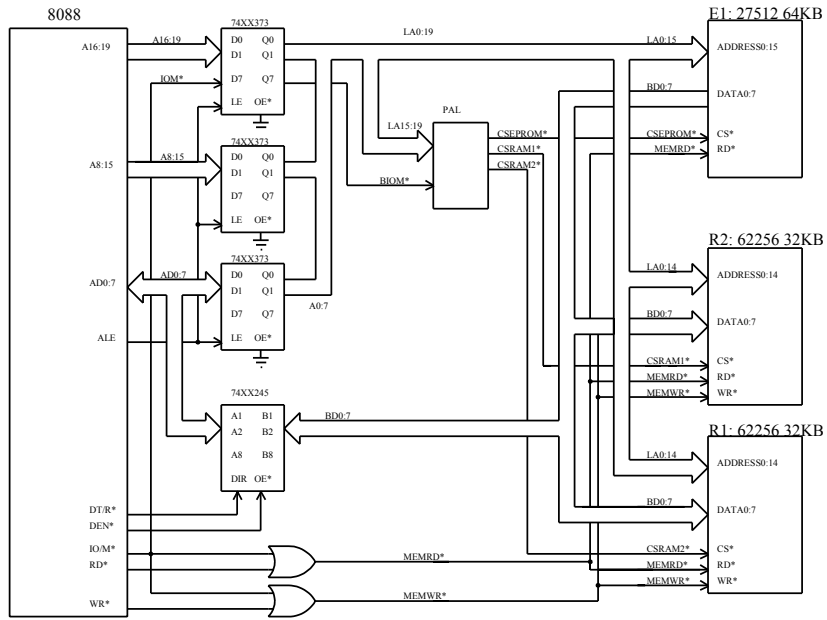 8088
74XX373
E1: 27512 64KB
A16:19
A16:19
D0
Q0
D1
Q1
D7
Q7
LE
OE*
IOM*
LA0:19
LA0:15
ADDRESS0:15
BD0:7
DATA0:7
PAL
LA15:19
CSEPROM*
CSRAM1*
CSRAM2*
BIOM*
CSEPROM*
CS*
MEMRD*
RD*
74XX373
A8:15
A8:15
D0
Q0
D1
Q1
D7
Q7
LE
OE*
R2: 62256 32KB
LA0:14
ADDRESS0:14
BD0:7
DATA0:7
CSRAM1*
CS*
MEMRD*
RD*
MEMWR*
WR*
74XX373
AD0:7
AD0:7
D0
Q0
D1
Q1
D7
Q7
LE
OE*
A0:7
ALE
74XX245
A1
B1
A2
B2
A8
B8
DIR
OE*
BD0:7
R1: 62256 32KB
LA0:14
ADDRESS0:14
BD0:7
DATA0:7
CSRAM2*
CS*
MEMRD*
RD*
MEMWR*
WR*
DT/R*
DEN*
IO/M*
RD*
MEMRD*
WR*
MEMWR*